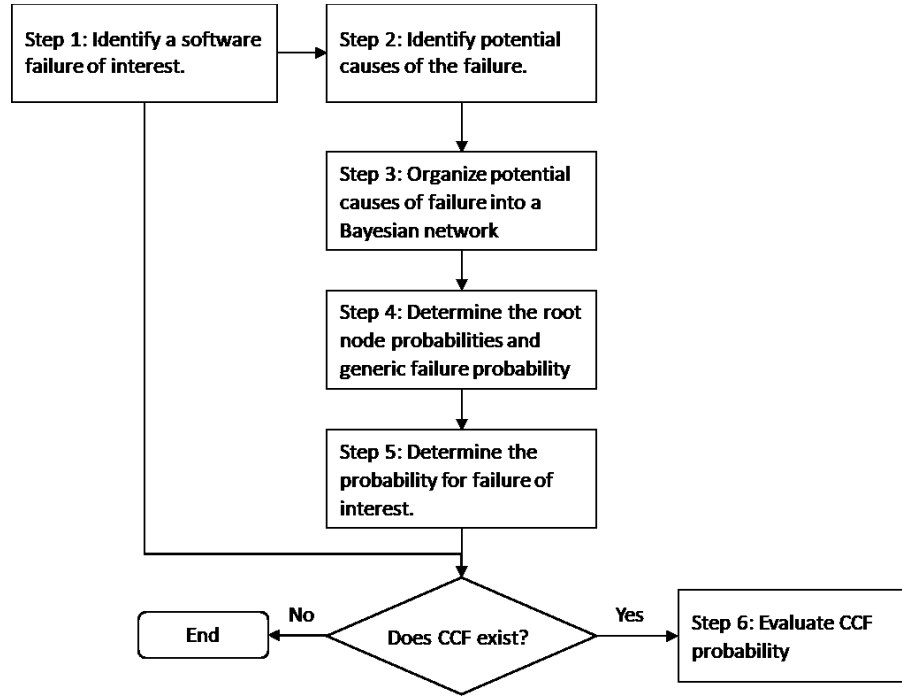 Step 1: Identify a software
failure of interest.
Step 2: Identify potential
causes of the failure.
Step 3: Organize potential
causes of failure into a
Bayesian network
Step 4: Determine the root
node probabilities and
generic failure probability
Step 5: Determine the
probability for failure of
interest.
Does CCF exist?
No
End
Yes
Step 6: Evaluate CCF
probability